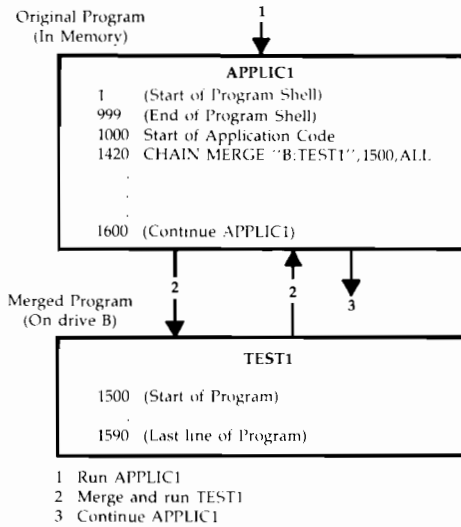 Original Program
(In Memory)
1
APPLIC1
1 (Start of Program Shell)
999 (End of Program Shell)
1000 Start of Application Code
1420 CHAIN MERGE "B:TEST1",1500,ALL
.
.
.
1600 (Continue APPLIC1)
2
2
3
Merged Program
(On drive B)
TEST1
1500 (Start of Program)
.
1590 (Last line of Program)
1 Run APPLIC1
2 Merge and run TEST1
3 Continue APPLIC1